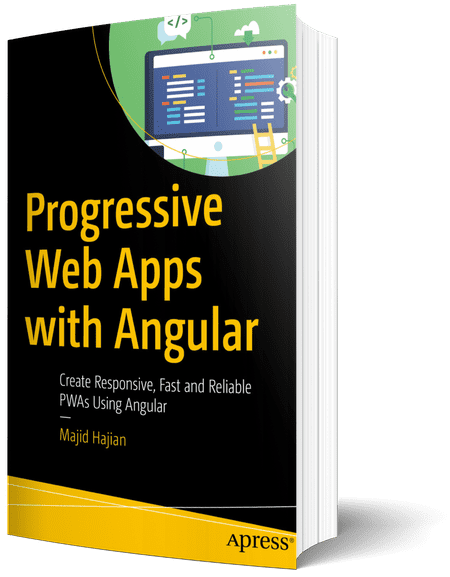 </>
Progressive
Web Apps
with Angular
Create Responsive, Fast and Reliable
PWAs Using Angular
Majid Hajian
Apress®